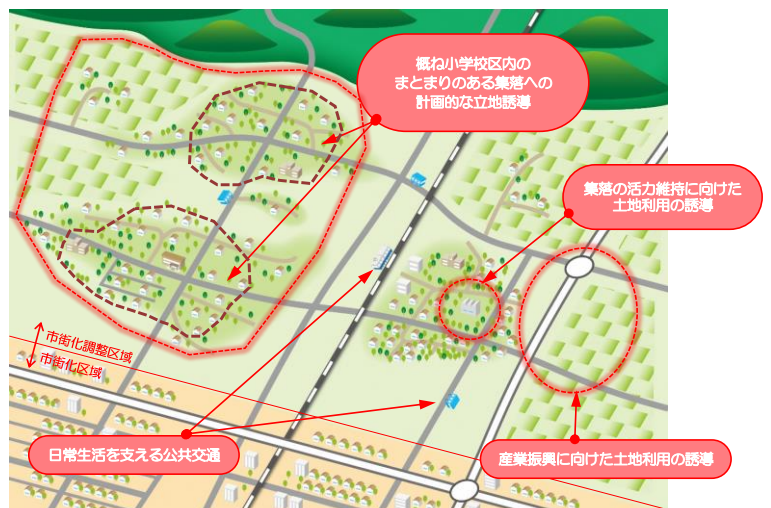 概ね小学校区内の
まとまりのある集落への
計画的な立地誘導
集落の活力維持に向けた
土地利用の誘導
市街化調整区域
市街化区域
日常生活を支える公共交通
産業振興に向けた土地利用の誘導